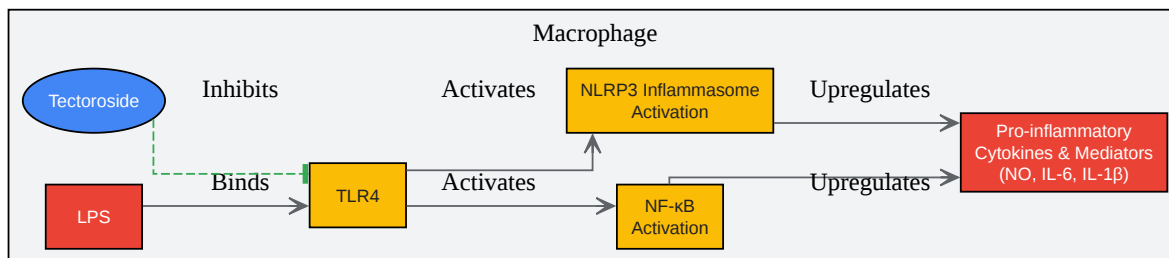 Macrophage
Tectoroside
Inhibits
Activates
NLRP3 Inflammasome
Activation
Upregulates
Pro-inflammatory
Cytokines & Mediators
(NO, IL-6, IL-1β)
LPS
Binds
TLR4
Activates
NF-κB
Activation
Upregulates